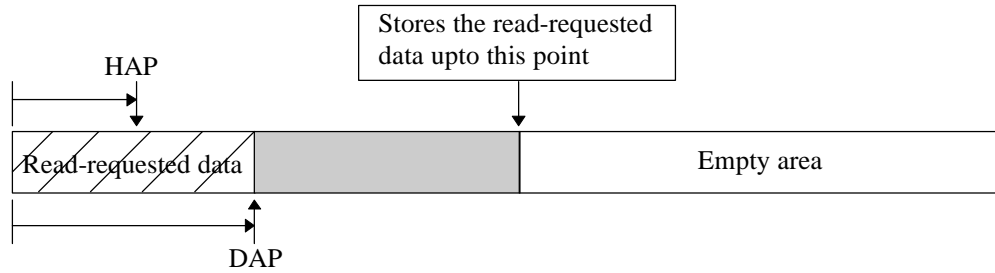 Stores the read-requested
data upto this point
HAP
Read-requested data
Empty area
DAP